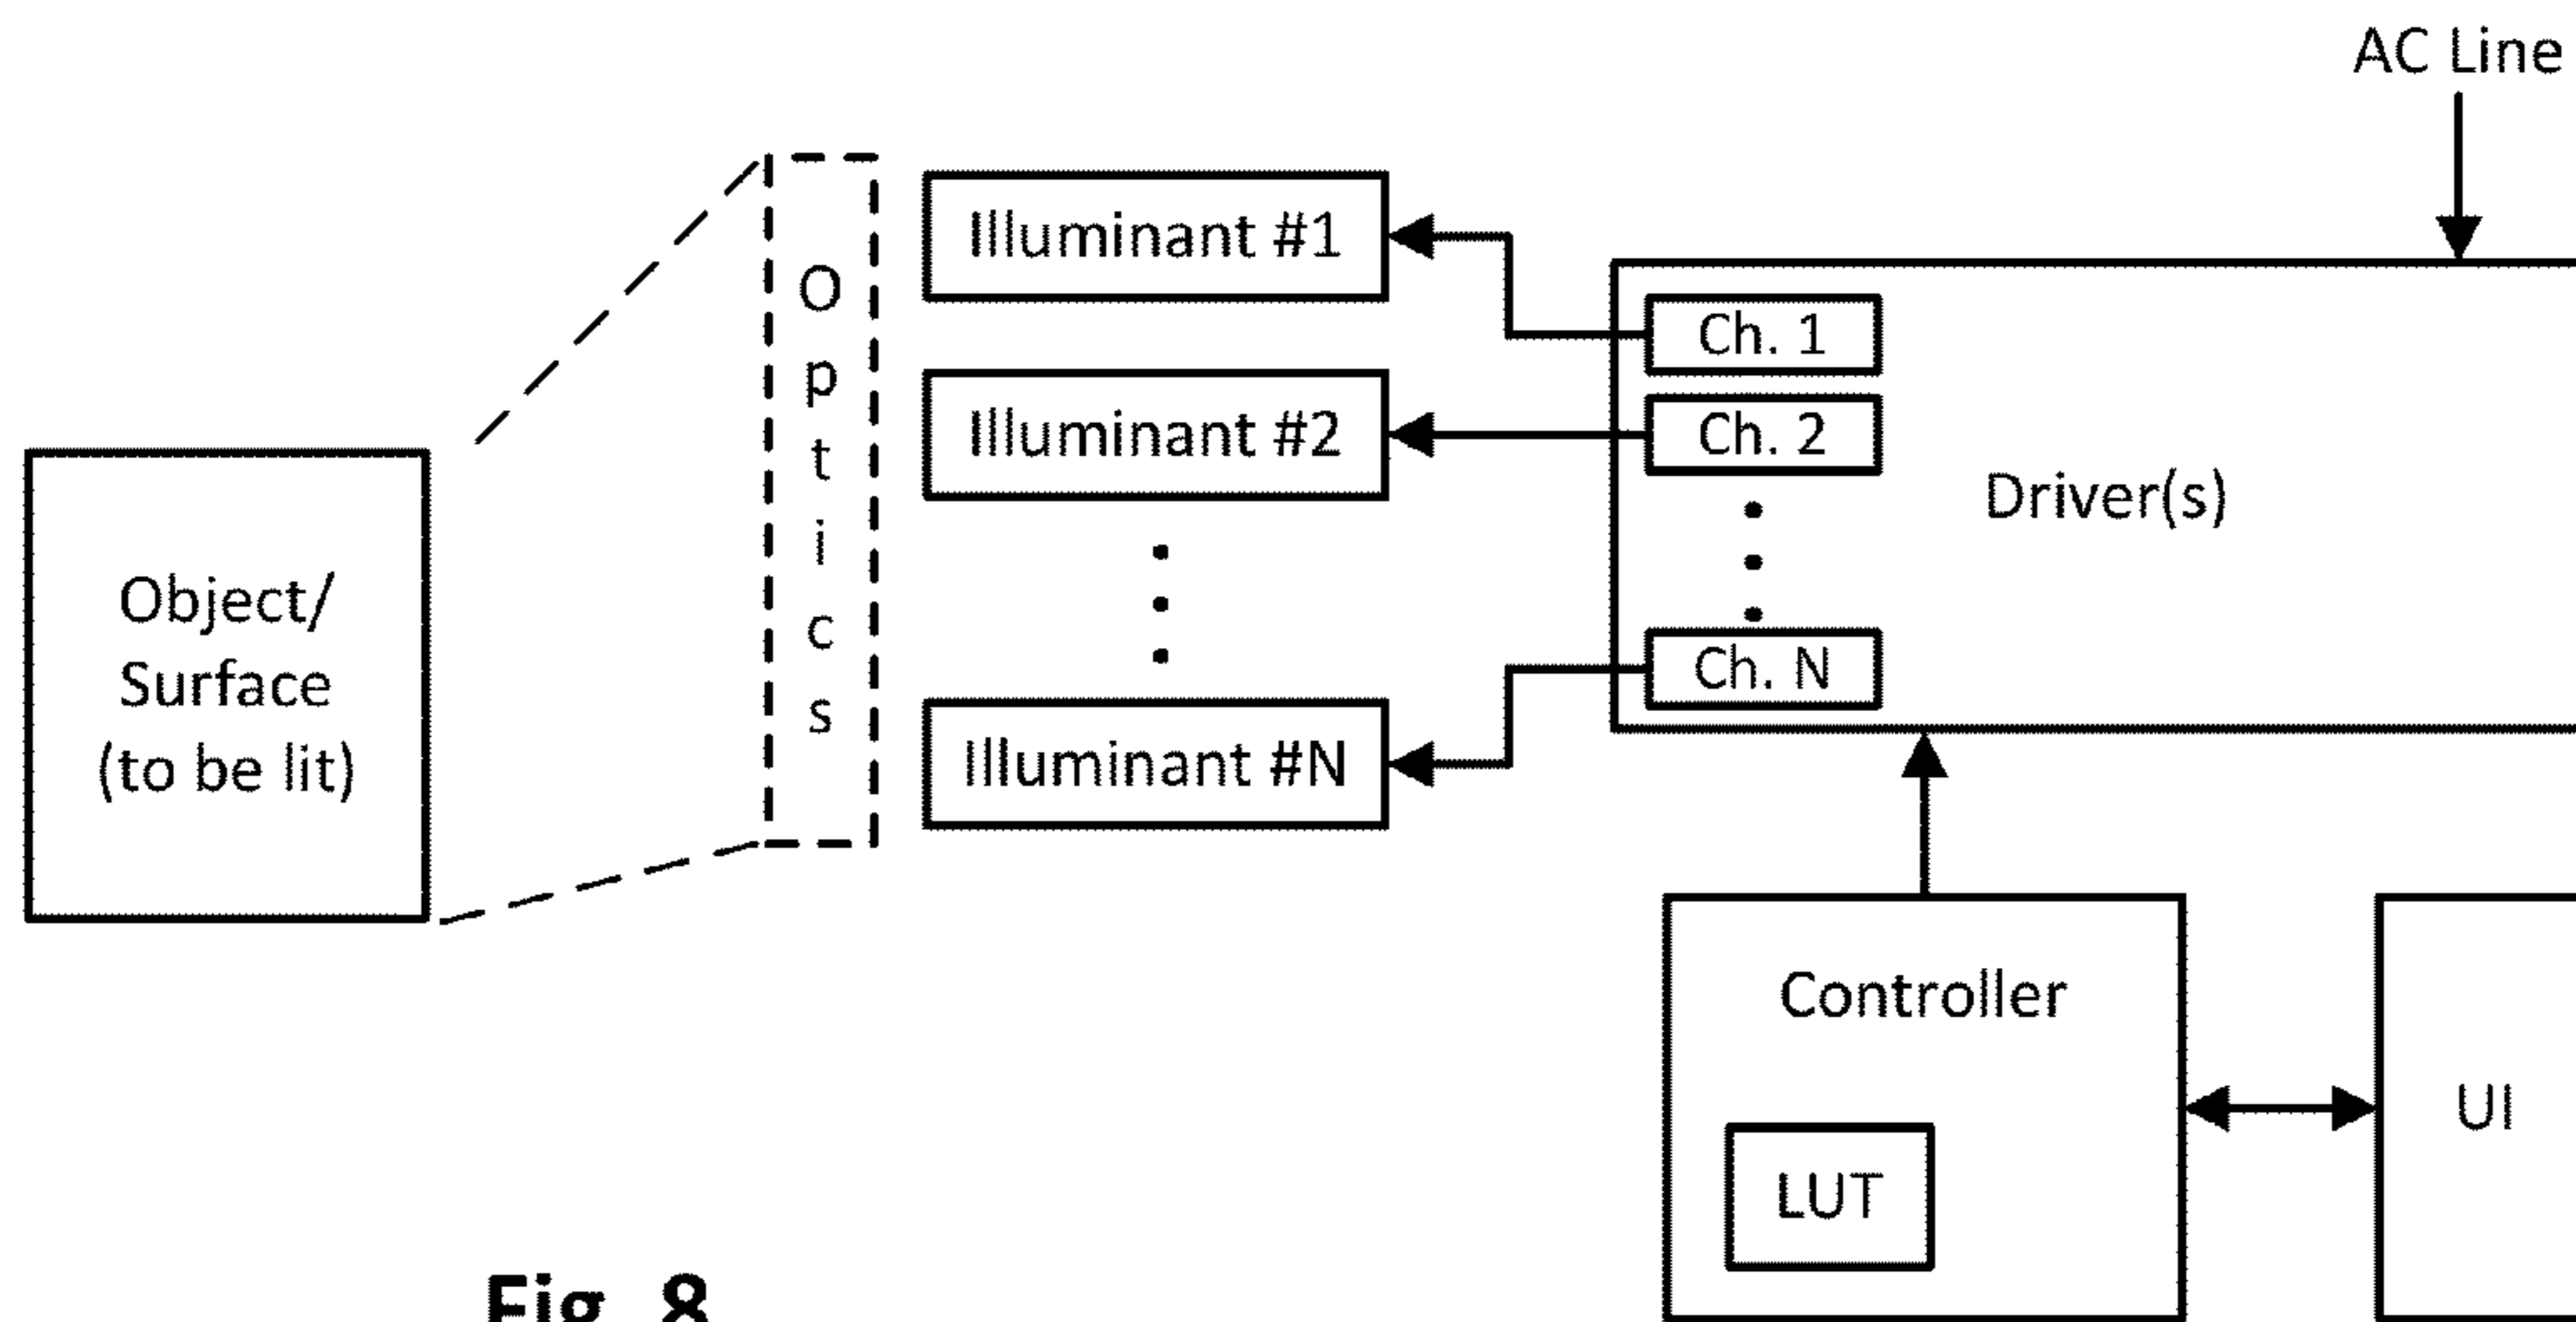 AC Line
Optics
Illuminant #1
Ch. 1
Illuminant #2
Ch. 2
Driver(s)
Object/
Surface
(to be lit)
Illuminant #N
Ch. N
Controller
LUT
UI
Fig. 8